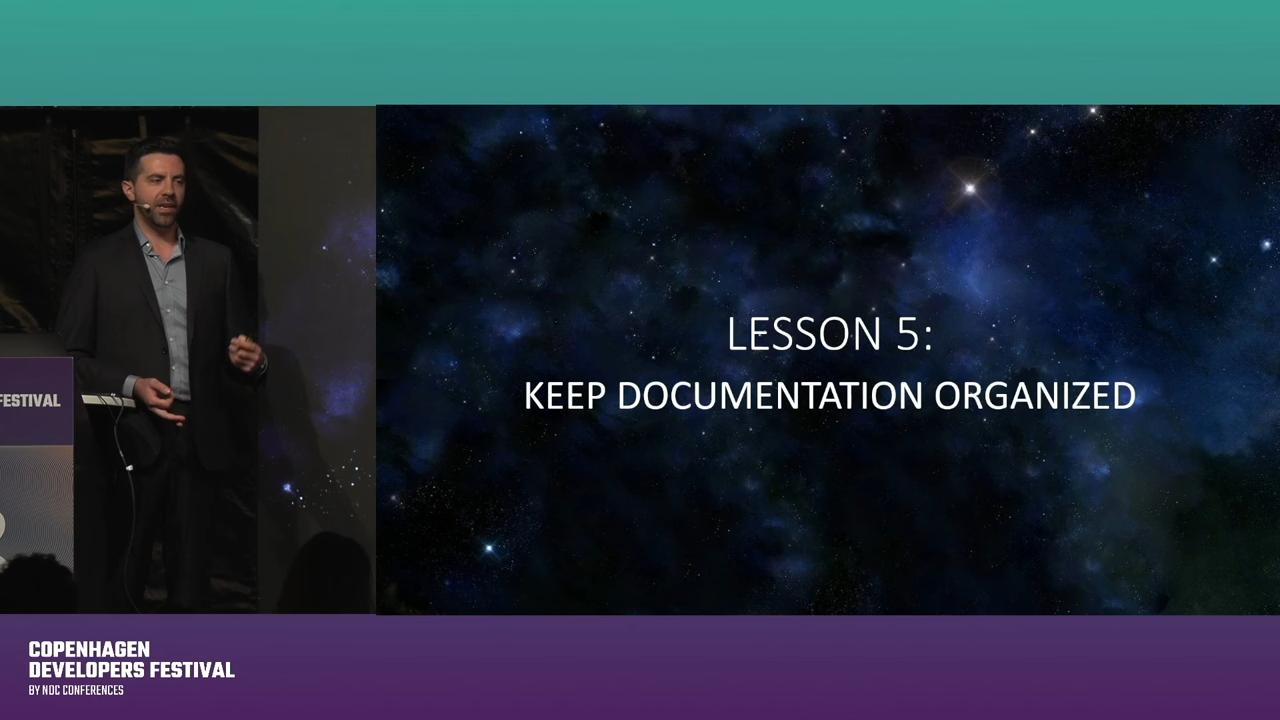 LESSON 5:
KEEP DOCUMENTATION ORGANIZED
FESTIVAL
COPENHAGEN
DEVELOPERS FESTIVAL
BY NDC CONFERENCES